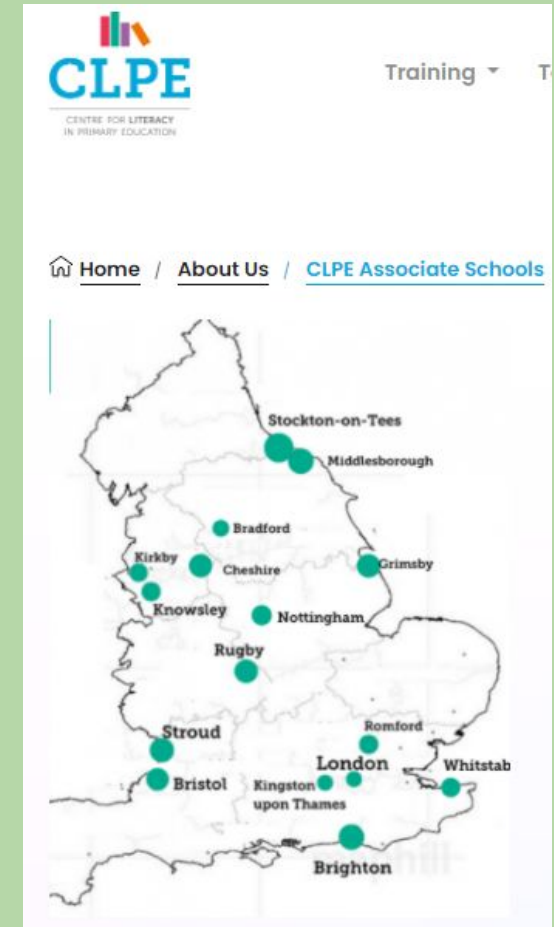 CLPE
CENTRE FOR LITERACY
IN PRIMARY EDUCATION
Training
Home / About Us / CLPE Associate Schools
Stockton-on-Tees
Middlesborough
Bradford
Kirkby
Cheshire
Grimsby
Knowsley
Nottingham
Rugby
Stroud
Romford
London
Whitstab
Bristol
Kingston
upon Thames
Brighton